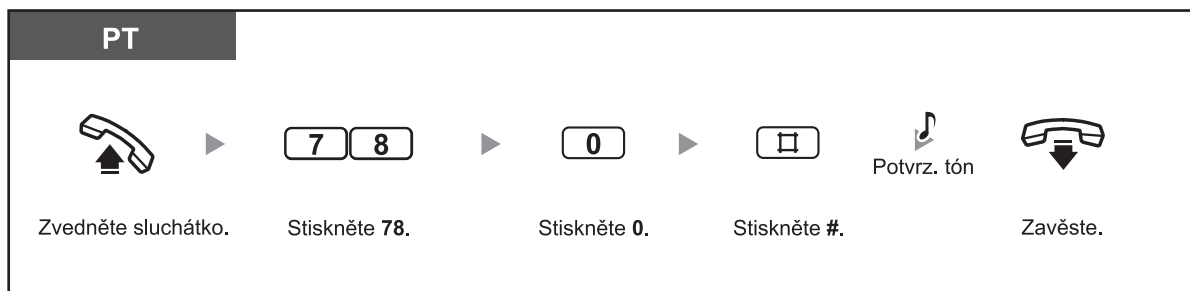 PT
7 8 0 #
Potvrz. tón
Zvedněte sluchátko. Stiskněte 78. Stiskněte 0. Stiskněte #. Zavěste.